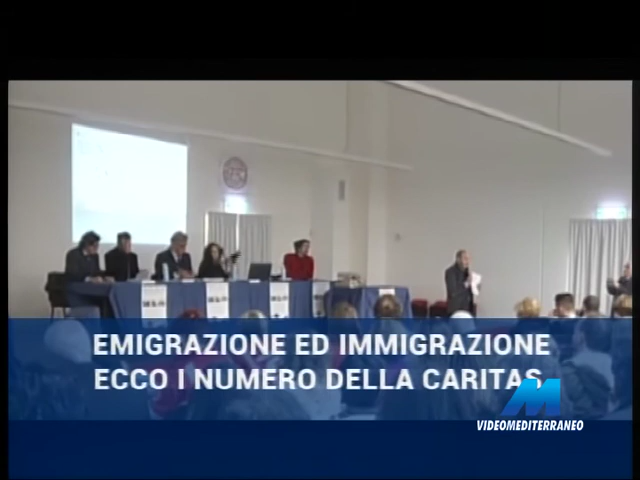 EMIGRAZIONE ED IMMIGRAZIONE
ECCO I NUMERO DELLA CARITAS
VIDEOMEDITERRANEO